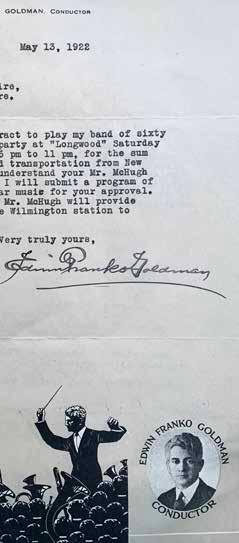 GOLDMAN, CONDUCTOR
May 13, 1922
ire,
re.
ract to play my band of sixty
party at "Longwood" Saturday
5 pm to 11 pm, for the sum
d transportation from New
understand your Mr. McHugh
I will submit a program of
ar music for your approval.
Mr. McHugh will provide
e Wilmington station to
Very truly yours,
Edwin Franko Goldman
EDWIN FRANKO GOLDMAN
CONDUCTOR